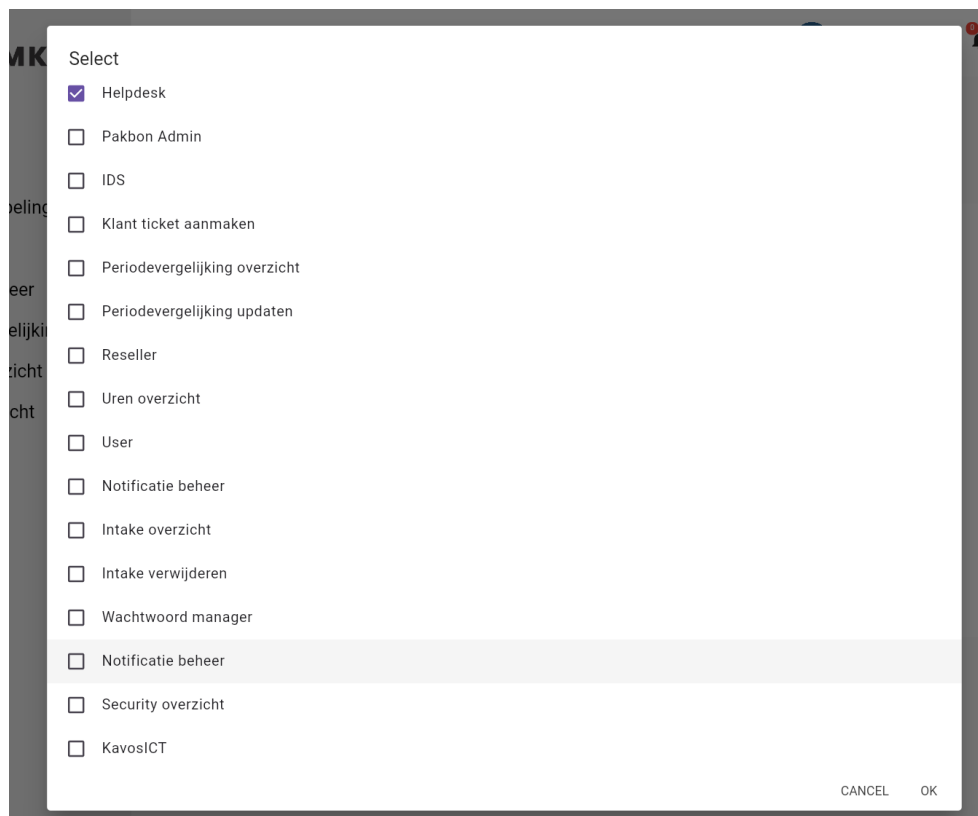 MK
Select
Helpdesk
Pakbon Admin
IDS
Klant ticket aanmaken
Periodevergelijking overzicht
Periodevergelijking updaten
Reseller
Uren overzicht
User
Notificatie beheer
Intake overzicht
Intake verwijderen
Wachtwoord manager
Notificatie beheer
Security overzicht
KavosICT
CANCEL OK